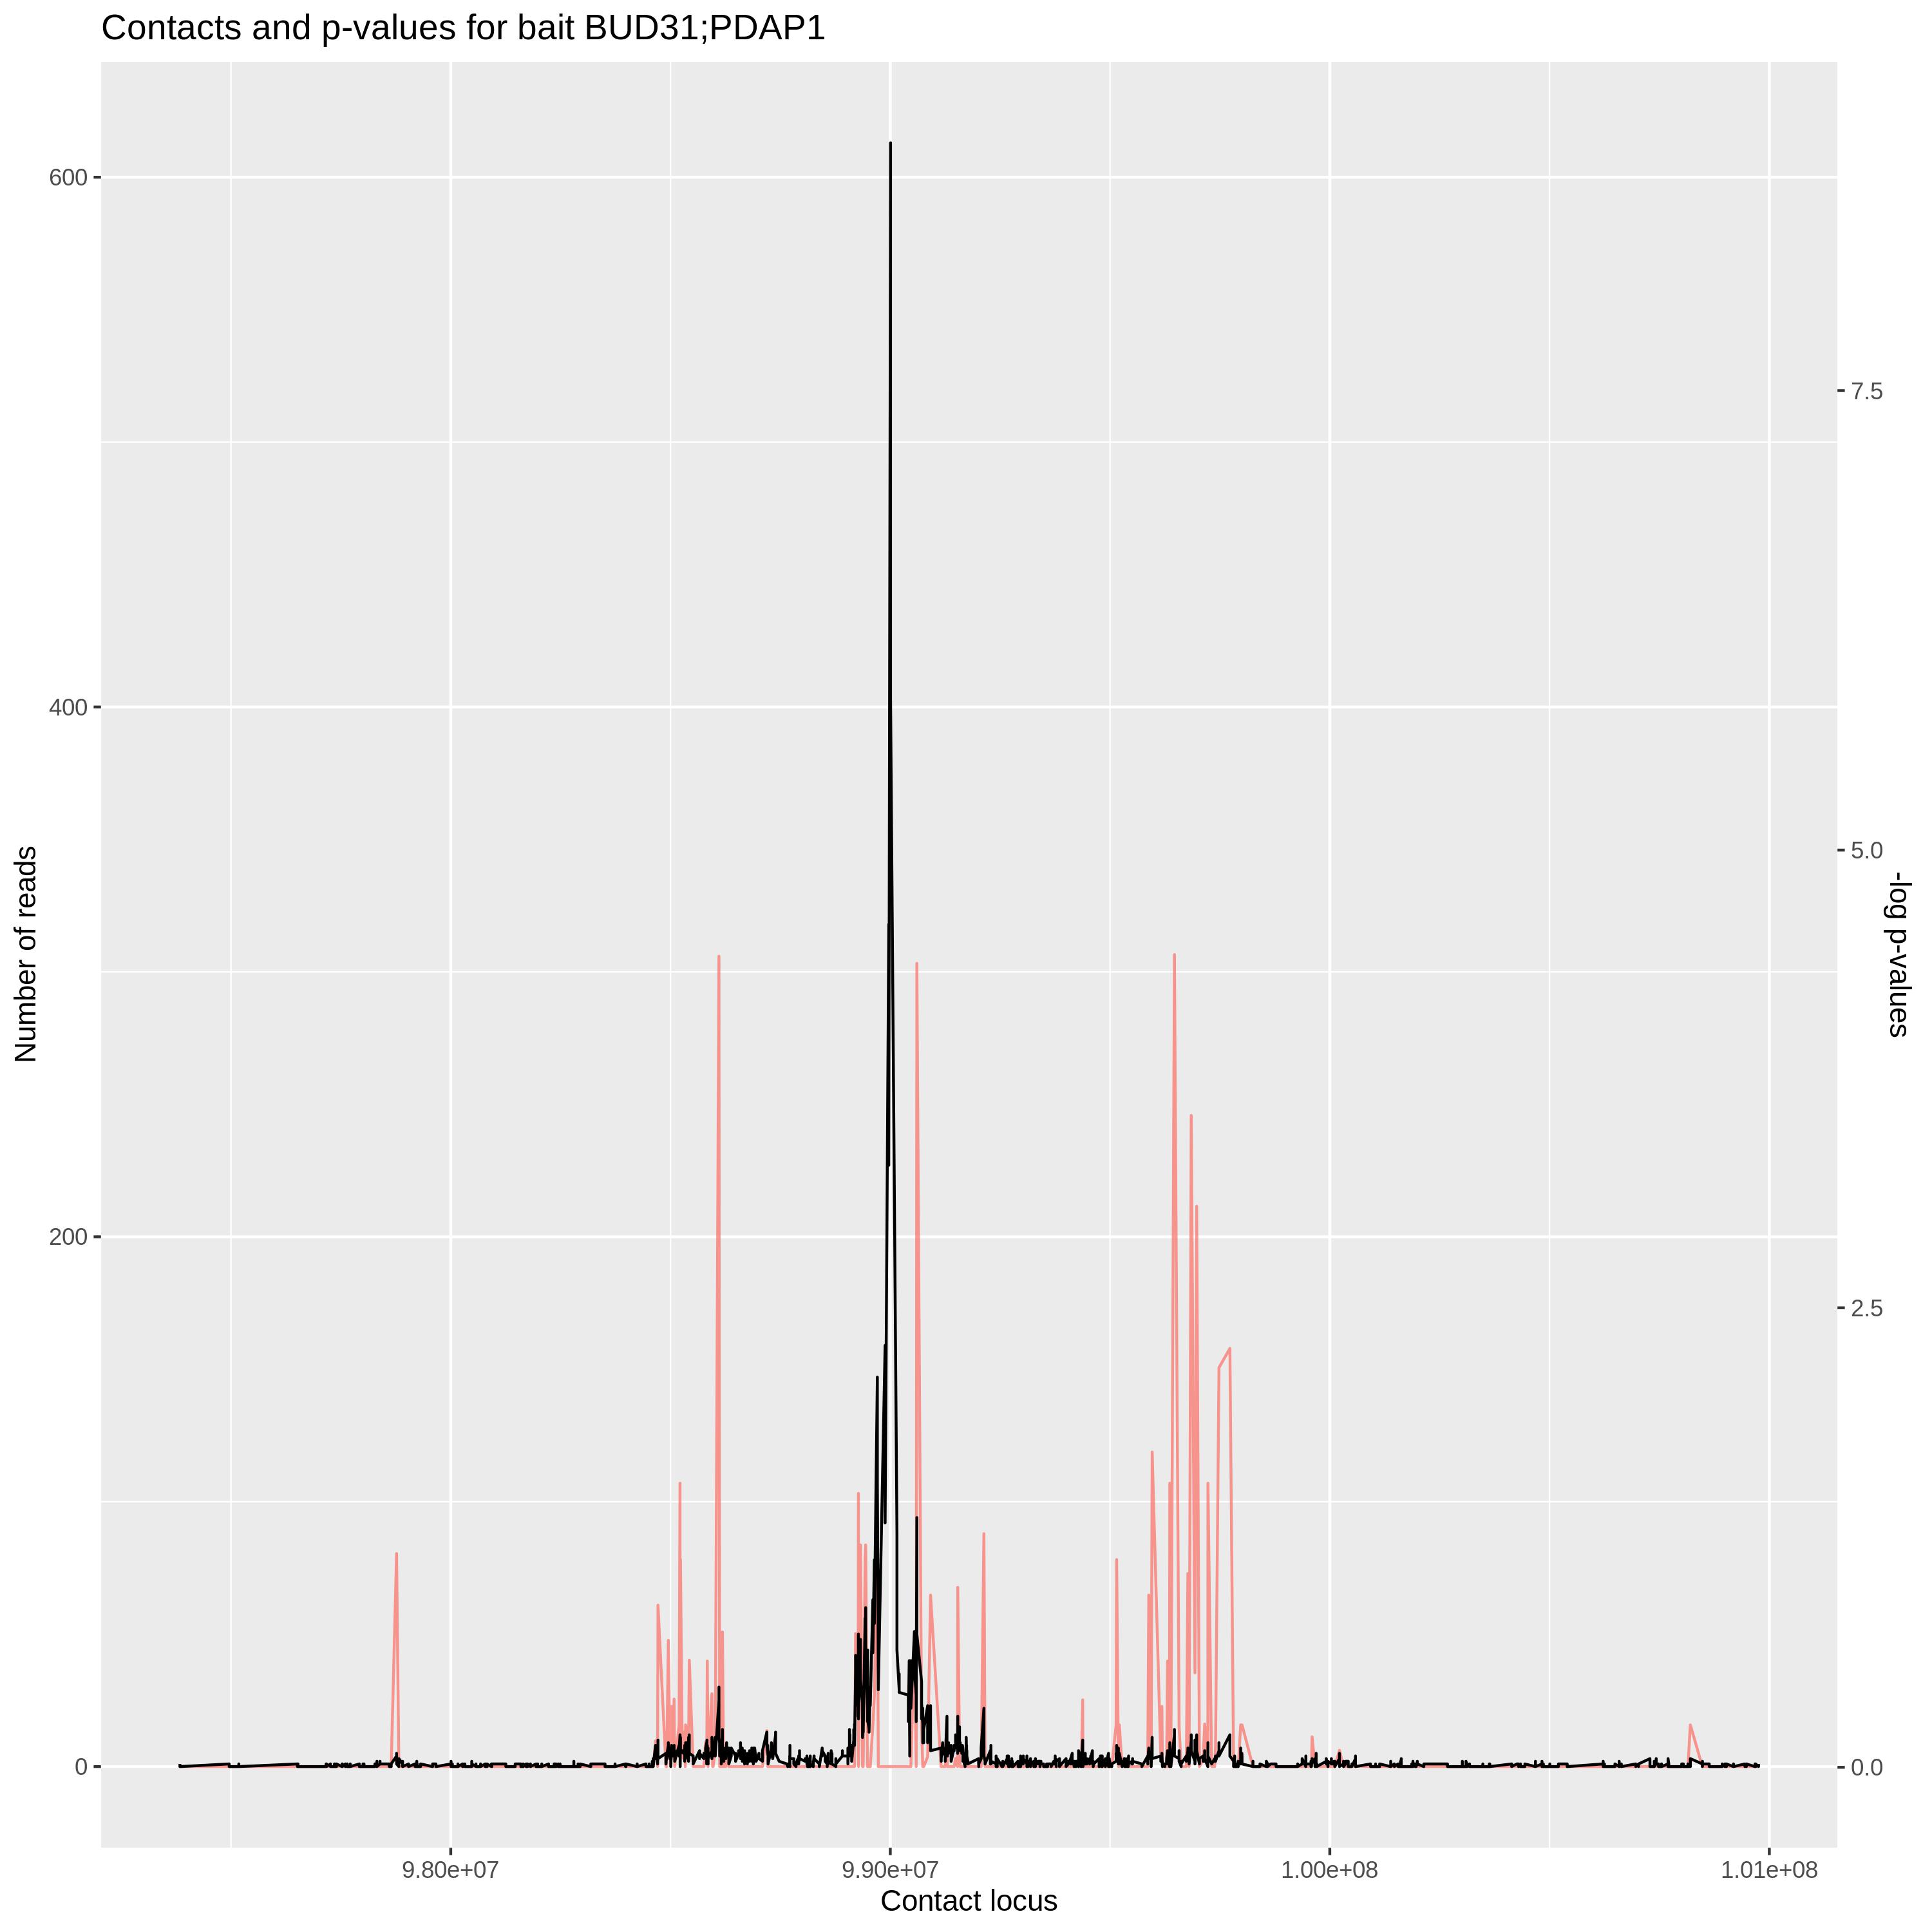 Contacts and p-values for bait BUD31;PDAP1
600
400
200
0
Number of reads
7.5
5.0
2.5
0.0
-log p-values
9.80e+07
9.90e+07
1.00e+08
1.01e+08
Contact locus